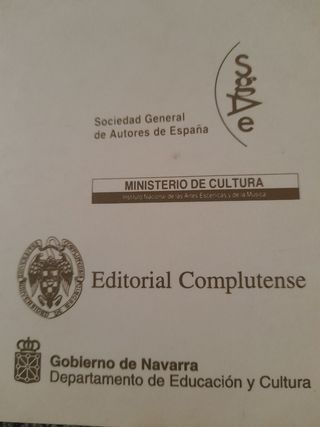 Sociedad General
de Autores de España
SgAe
MINISTERIO DE CULTURA
Instituto Nacional de las Artes Escénicas y de la Música
Editorial Complutense
Gobierno de Navarra
Departamento de Educación y Cultura